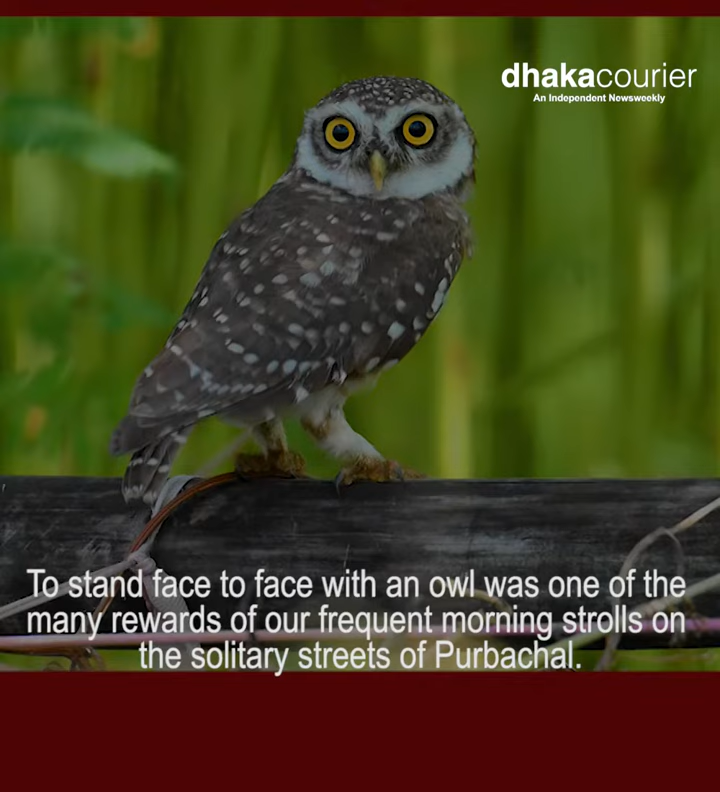 dhakacourier
An Independent Newsweekly
To stand face to face with an owl was one of the
many rewards of our frequent morning strolls on
the solitary streets of Purbachal.